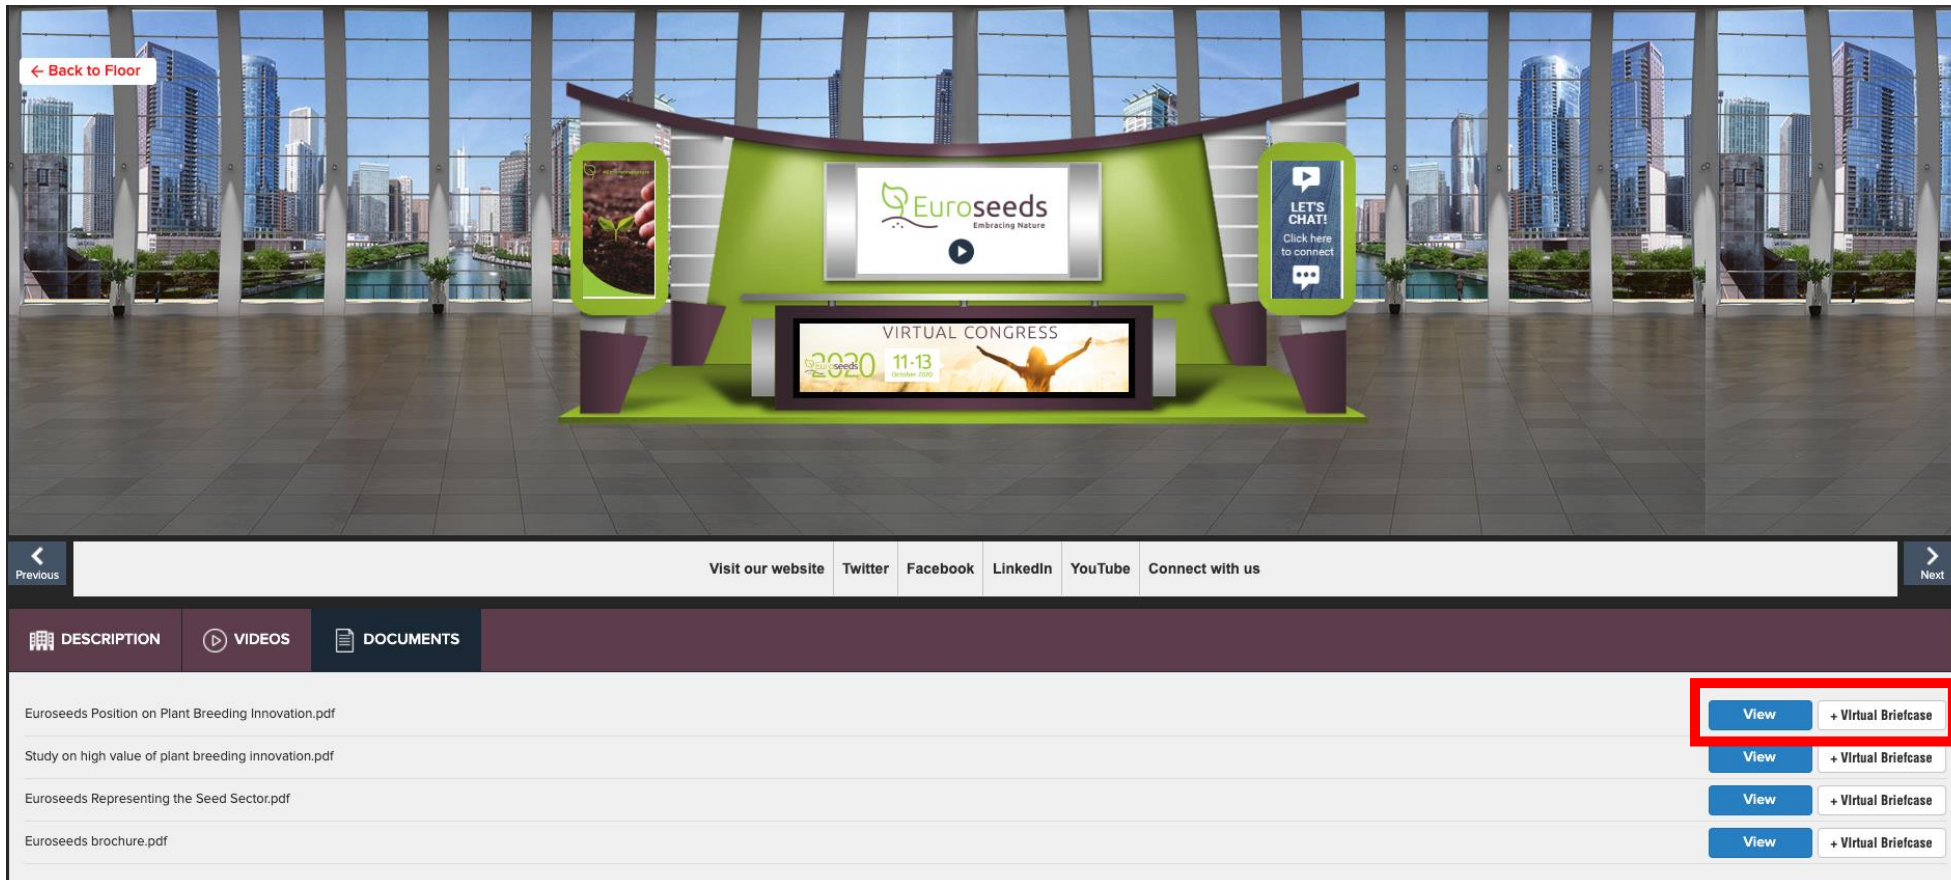 ← Back to Floor
Euroseeds
Embracing Nature
LET'S
CHAT!
Click here
to connect
VIRTUAL CONGRESS
2020
Euroseeds
11-13
October 2020
Previous
Visit our website Twitter Facebook LinkedIn YouTube Connect with us
Next
DESCRIPTION VIDEOS DOCUMENTS
Euroseeds Position on Plant Breeding Innovation.pdf View + VIrtual Briefcase
Study on high value of plant breeding innovation.pdf View + VIrtual Briefcase
Euroseeds Representing the Seed Sector.pdf View + VIrtual Briefcase
Euroseeds brochure.pdf View + VIrtual Briefcase